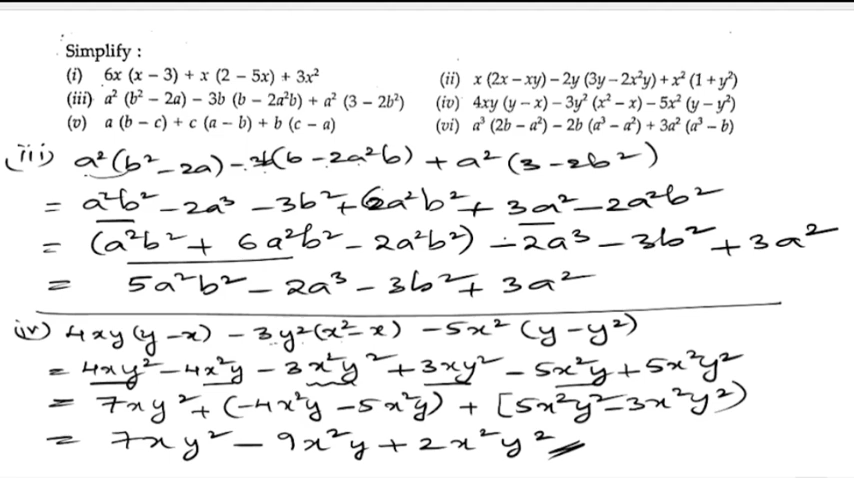 Simplify :
(i) 6x (x – 3) + x (2 – 5x) + 3x²
(ii) x (2x – xy) – 2y (3y – 2x²y) + x² (1 + y²)
(iii) a² (b² – 2a) – 3b (b – 2a²b) + a² (3 – 2b²)
(iv) 4xy (y – x) – 3y² (x² – x) – 5x² (y – y²)
(v) a (b – c) + c (a – b) + b (c – a)
(vi) a³ (2b – a²) – 2b (a³ – a²) + 3a² (a³ – b)
(iii) a²(b² – 2a) – 3b(b – 2a²b) + a² (3 – 2b²)
= a²b² – 2a³ – 3b² + 6a²b² + 3a² – 2a²b²
= (a²b² + 6a²b² – 2a²b²) – 2a³ – 3b² + 3a²
= 5a²b² – 2a³ – 3b² + 3a²
iv) 4xy(y – x) – 3y²(x² – x) – 5x² (y – y²)
= 4xy² – 4x²y – 3x²y² + 3xy² – 5x²y + 5x²y²
= 7xy² + (–4x²y – 5x²y) + [5x²y² – 3x²y²)
= 7xy² – 9x²y + 2x²y²